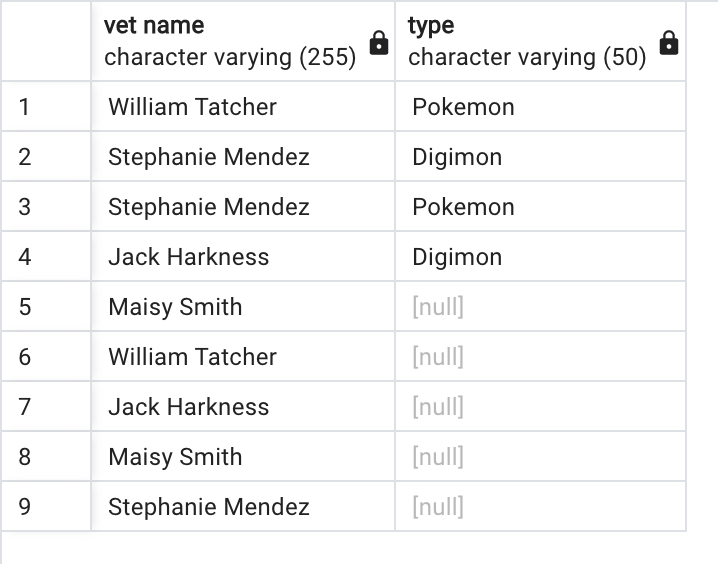 vet name type
character varying (255) character varying (50)
1 William Tatcher Pokemon
2 Stephanie Mendez Digimon
3 Stephanie Mendez Pokemon
4 Jack Harkness Digimon
5 Maisy Smith [null]
6 William Tatcher [null]
7 Jack Harkness [null]
8 Maisy Smith [null]
9 Stephanie Mendez [null]